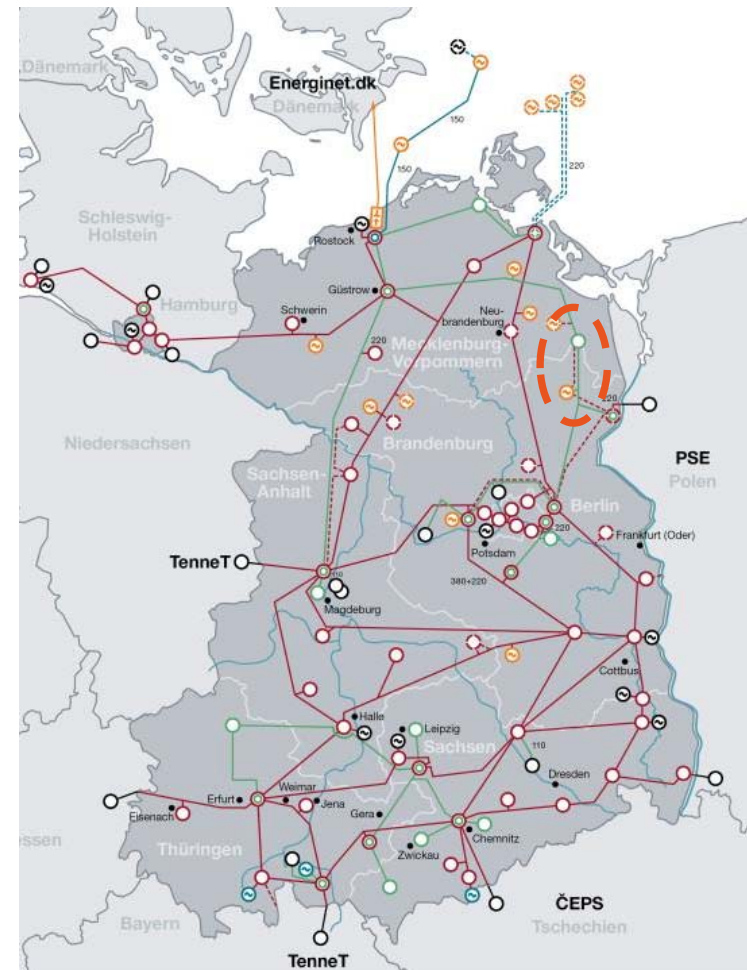 Dänemark
Energinet.dk
Dänemark
150
150
220
Schleswig-
Holstein
Rostock
Güstrow
Hamburg
Schwerin
Neu-
brandenburg
Mecklenburg-
Vorpommern
220
220
Niedersachsen
Brandenburg
Sachsen-
Anhalt
PSE
Polen
Berlin
220
Frankfurt (Oder)
Potsdam
TenneT
110
380+220
Magdeburg
Cottbus
Halle
Leipzig
Sachsen
110
Dresden
Weimar
Erfurt
Jena
Eisenach
Gera
Chemnitz
Zwickau
essen
Thüringen
ČEPS
Tschechien
Bayern
TenneT